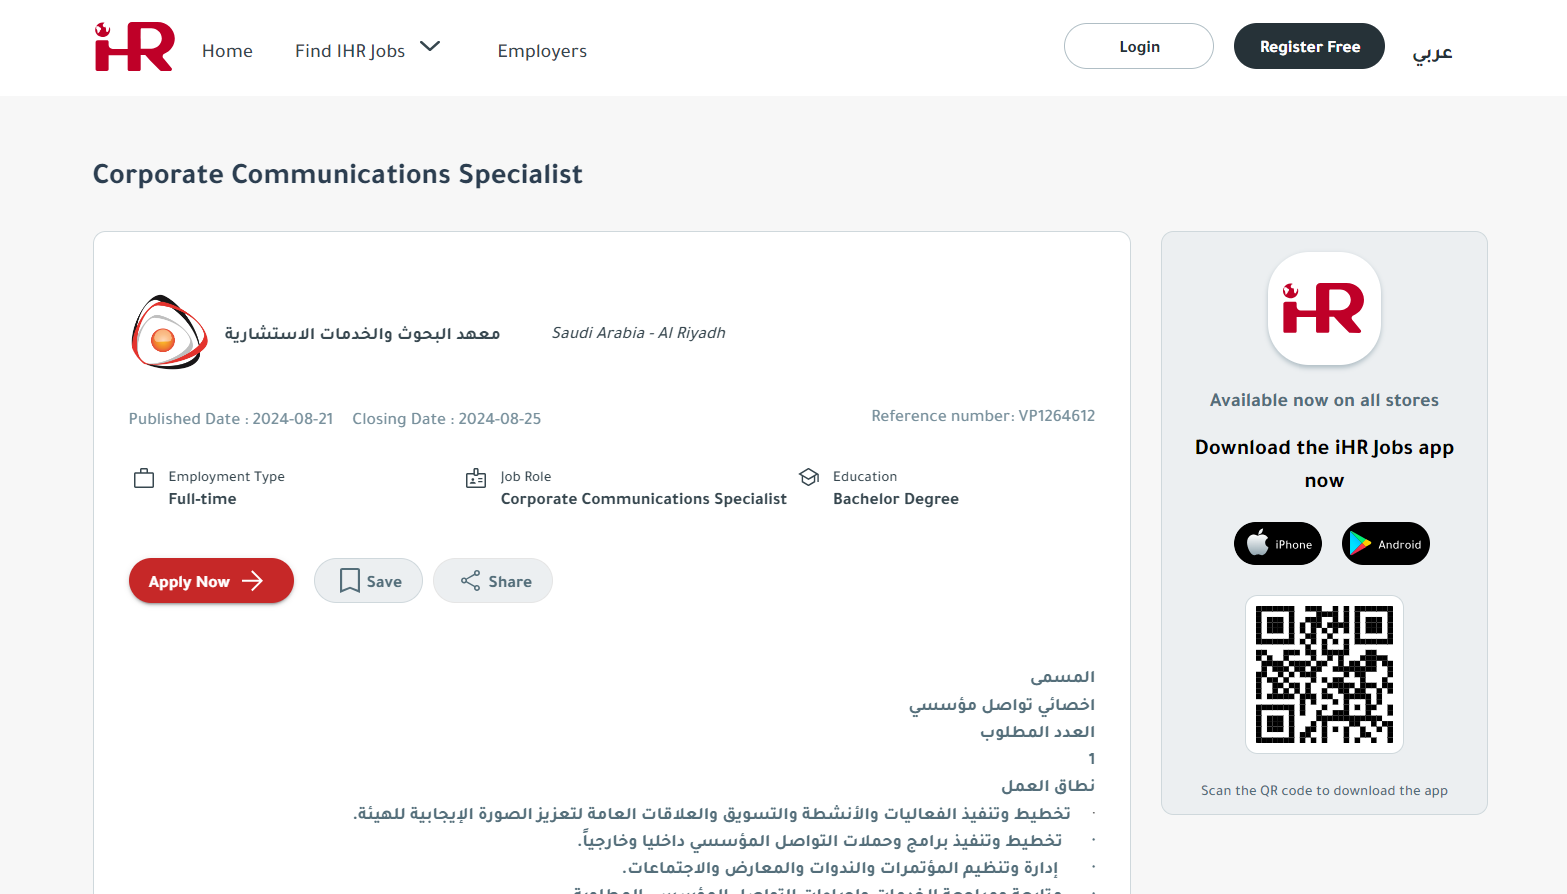 iHR
Home
Find IHR Jobs
Employers
Login
Register Free
عربي
Corporate Communications Specialist
معهد البحوث والخدمات الاستشارية
Saudi Arabia - Al Riyadh
Published Date : 2024-08-21
Closing Date : 2024-08-25
Reference number: VP1264612
Employment Type
Full-time
Job Role
Corporate Communications Specialist
Education
Bachelor Degree
Apply Now
Save
Share
المسمى
اخصائي تواصل مؤسسي
العدد المطلوب
1
نطاق العمل
· تخطيط وتنفيذ الفعاليات والأنشطة والتسويق والعلاقات العامة لتعزيز الصورة الإيجابية للهيئة.
· تخطيط وتنفيذ برامج وحملات التواصل المؤسسي داخليا وخارجياً.
· إدارة وتنظيم المؤتمرات والندوات والمعارض والاجتماعات.
iHR
Available now on all stores
Download the iHR Jobs app
now
iPhone
Android
Scan the QR code to download the app